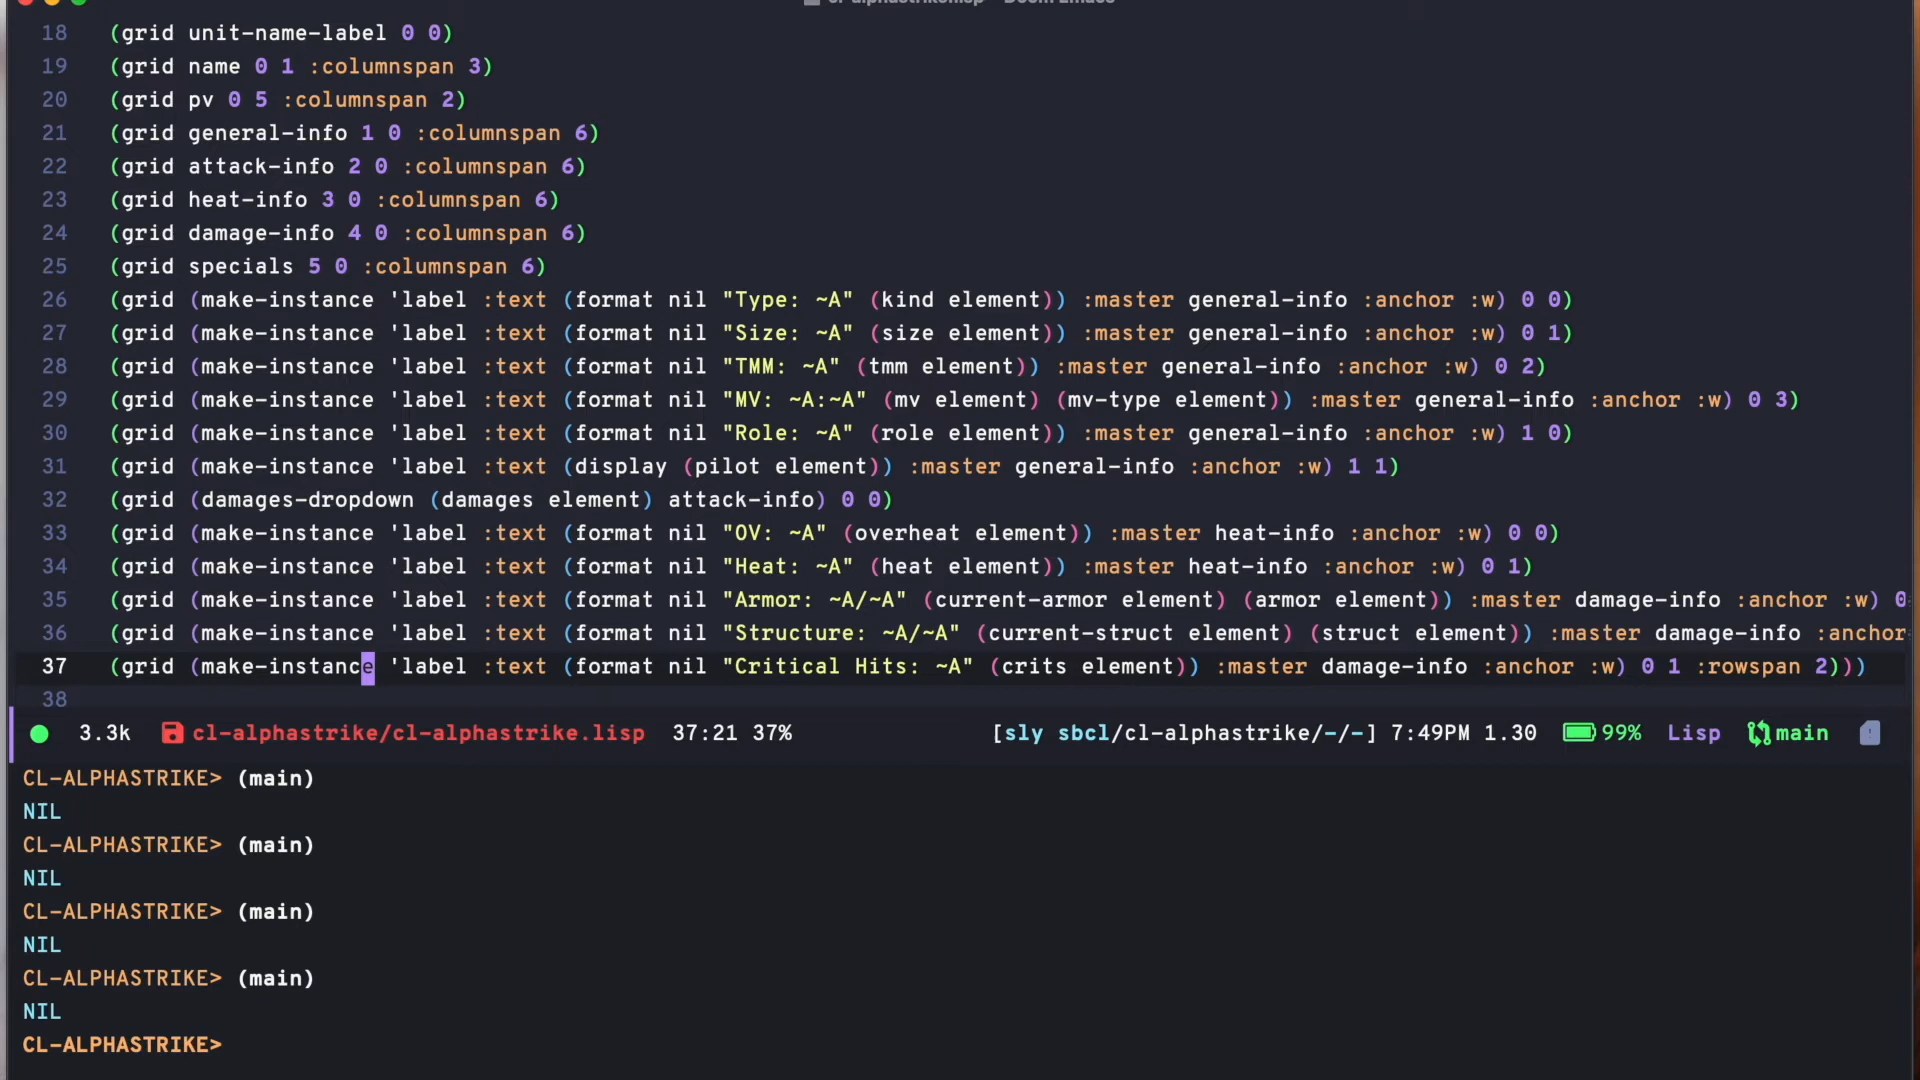 18 (grid unit-name-label 0 0)
19 (grid name 0 1 :columnspan 3)
20 (grid pv 0 5 :columnspan 2)
21 (grid general-info 1 0 :columnspan 6)
22 (grid attack-info 2 0 :columnspan 6)
23 (grid heat-info 3 0 :columnspan 6)
24 (grid damage-info 4 0 :columnspan 6)
25 (grid specials 5 0 :columnspan 6)
26 (grid (make-instance 'label :text (format nil "Type: ~A" (kind element)) :master general-info :anchor :w) 0 0)
27 (grid (make-instance 'label :text (format nil "Size: ~A" (size element)) :master general-info :anchor :w) 0 1)
28 (grid (make-instance 'label :text (format nil "TMM: ~A" (tmm element)) :master general-info :anchor :w) 0 2)
29 (grid (make-instance 'label :text (format nil "MV: ~A:~A" (mv element) (mv-type element)) :master general-info :anchor :w) 0 3)
30 (grid (make-instance 'label :text (format nil "Role: ~A" (role element)) :master general-info :anchor :w) 1 0)
31 (grid (make-instance 'label :text (display (pilot element)) :master general-info :anchor :w) 1 1)
32 (grid (damages-dropdown (damages element) attack-info) 0 0)
33 (grid (make-instance 'label :text (format nil "OV: ~A" (overheat element)) :master heat-info :anchor :w) 0 0)
34 (grid (make-instance 'label :text (format nil "Heat: ~A" (heat element)) :master heat-info :anchor :w) 0 1)
35 (grid (make-instance 'label :text (format nil "Armor: ~A/~A" (current-armor element) (armor element)) :master damage-info :anchor :w) 0
36 (grid (make-instance 'label :text (format nil "Structure: ~A/~A" (current-struct element) (struct element)) :master damage-info :anchor
37 (grid (make-instance 'label :text (format nil "Critical Hits: ~A" (crits element)) :master damage-info :anchor :w) 0 1 :rowspan 2)))
38
3.3k cl-alphastrike/cl-alphastrike.lisp 37:21 37% [sly sbcl/cl-alphastrike/-/-] 7:49PM 1.30 99% Lisp main
CL-ALPHASTRIKE> (main)
NIL
CL-ALPHASTRIKE> (main)
NIL
CL-ALPHASTRIKE> (main)
NIL
CL-ALPHASTRIKE> (main)
NIL
CL-ALPHASTRIKE>